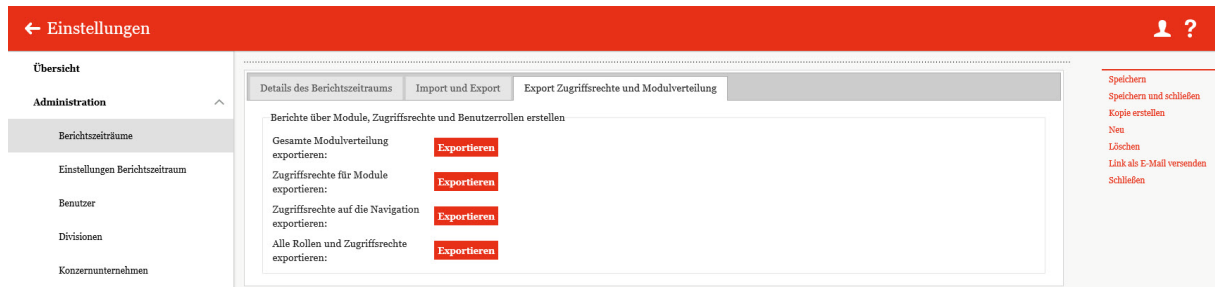 ← Einstellungen
?
Übersicht
Administration
Berichtszeiträume
Einstellungen Berichtszeitraum
Benutzer
Divisionen
Konzernunternehmen
Details des Berichtszeitraums
Import und Export
Export Zugriffsrechte und Modulverteilung
Berichte über Module, Zugriffsrechte und Benutzerrollen erstellen
Gesamte Modulverteilung
exportieren:
Exportieren
Zugriffsrechte für Module
exportieren:
Exportieren
Zugriffsrechte auf die Navigation
exportieren:
Exportieren
Alle Rollen und Zugriffsrechte
exportieren:
Exportieren
Speichern
Speichern und schließen
Kopie erstellen
Neu
Löschen
Link als E-Mail versenden
Schließen